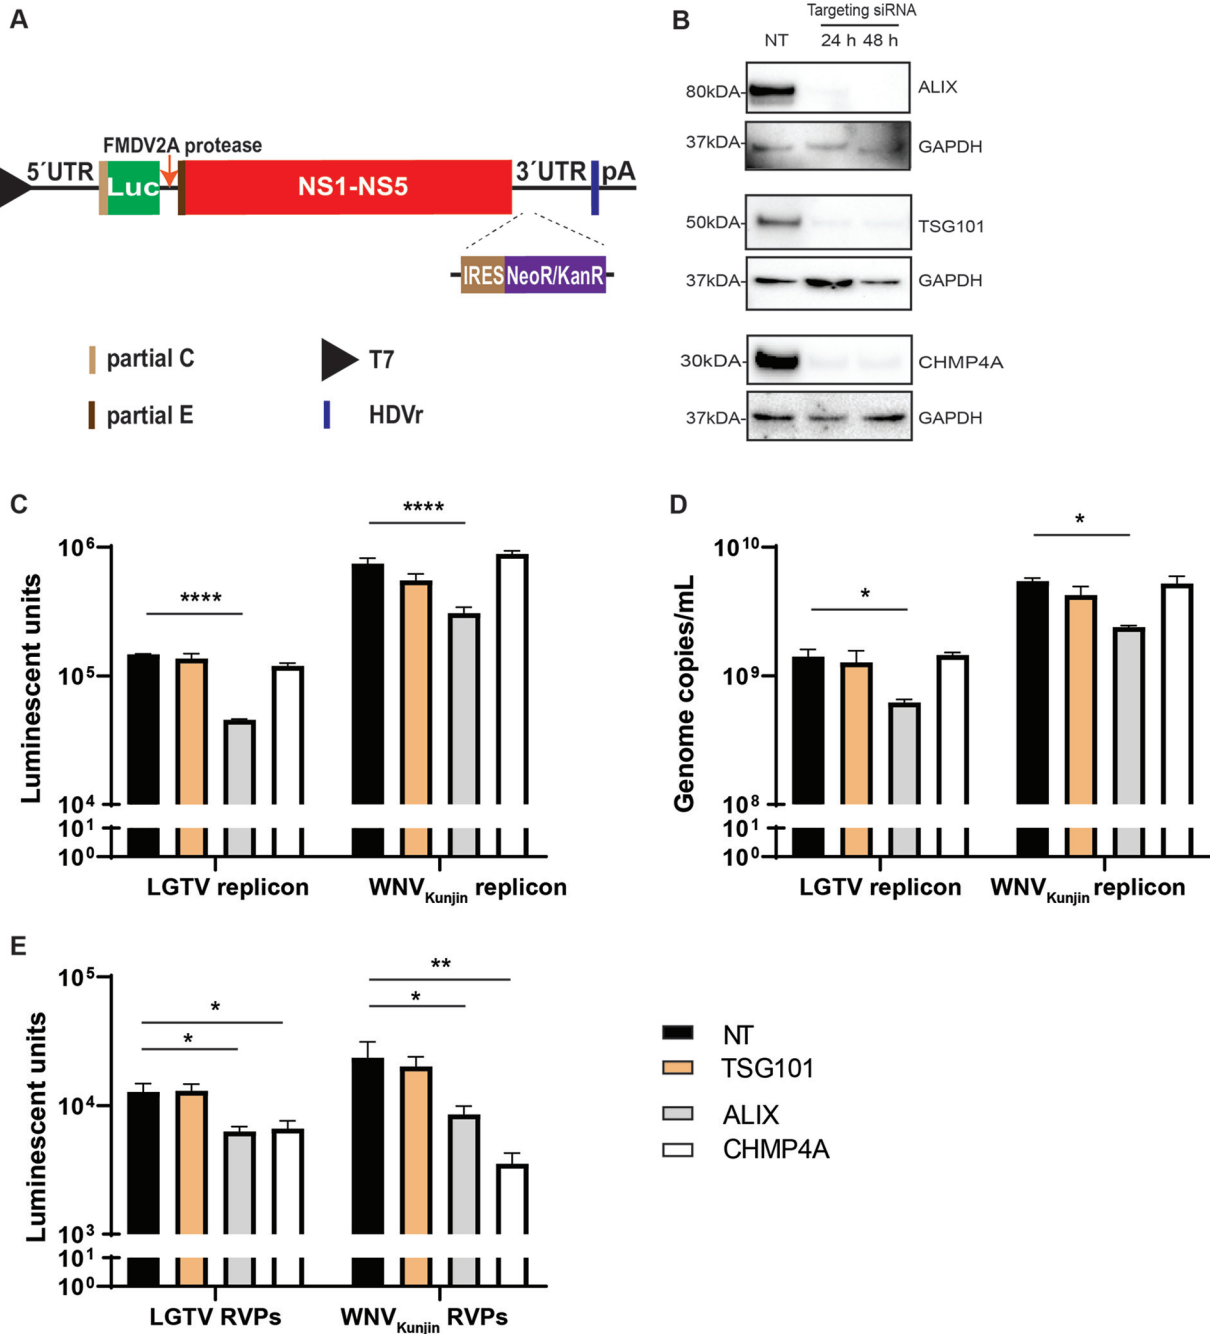 A
FMDV2A protease
5´UTR
Luc
NS1-NS5
3´UTR
pA
IRES
NeoR/KanR
partial C
T7
partial E
HDVr
B
Targeting siRNA
NT
24 h
48 h
80kDA-
ALIX
37kDA-
GAPDH
50kDA-
TSG101
37kDA-
GAPDH
30kDA-
CHMP4A
37kDA-
GAPDH
C
Luminescent units
10⁶
10⁵
10⁴
10¹
10⁰
****
****
LGTV replicon
WNVKunjin replicon
D
Genome copies/mL
10¹⁰
10⁹
10⁸
10¹
10⁰
*
*
LGTV replicon
WNVKunjin replicon
E
Luminescent units
10⁵
10⁴
10³
10¹
10⁰
*
*
**
*
LGTV RVPs
WNVKunjin RVPs
NT
TSG101
ALIX
CHMP4A